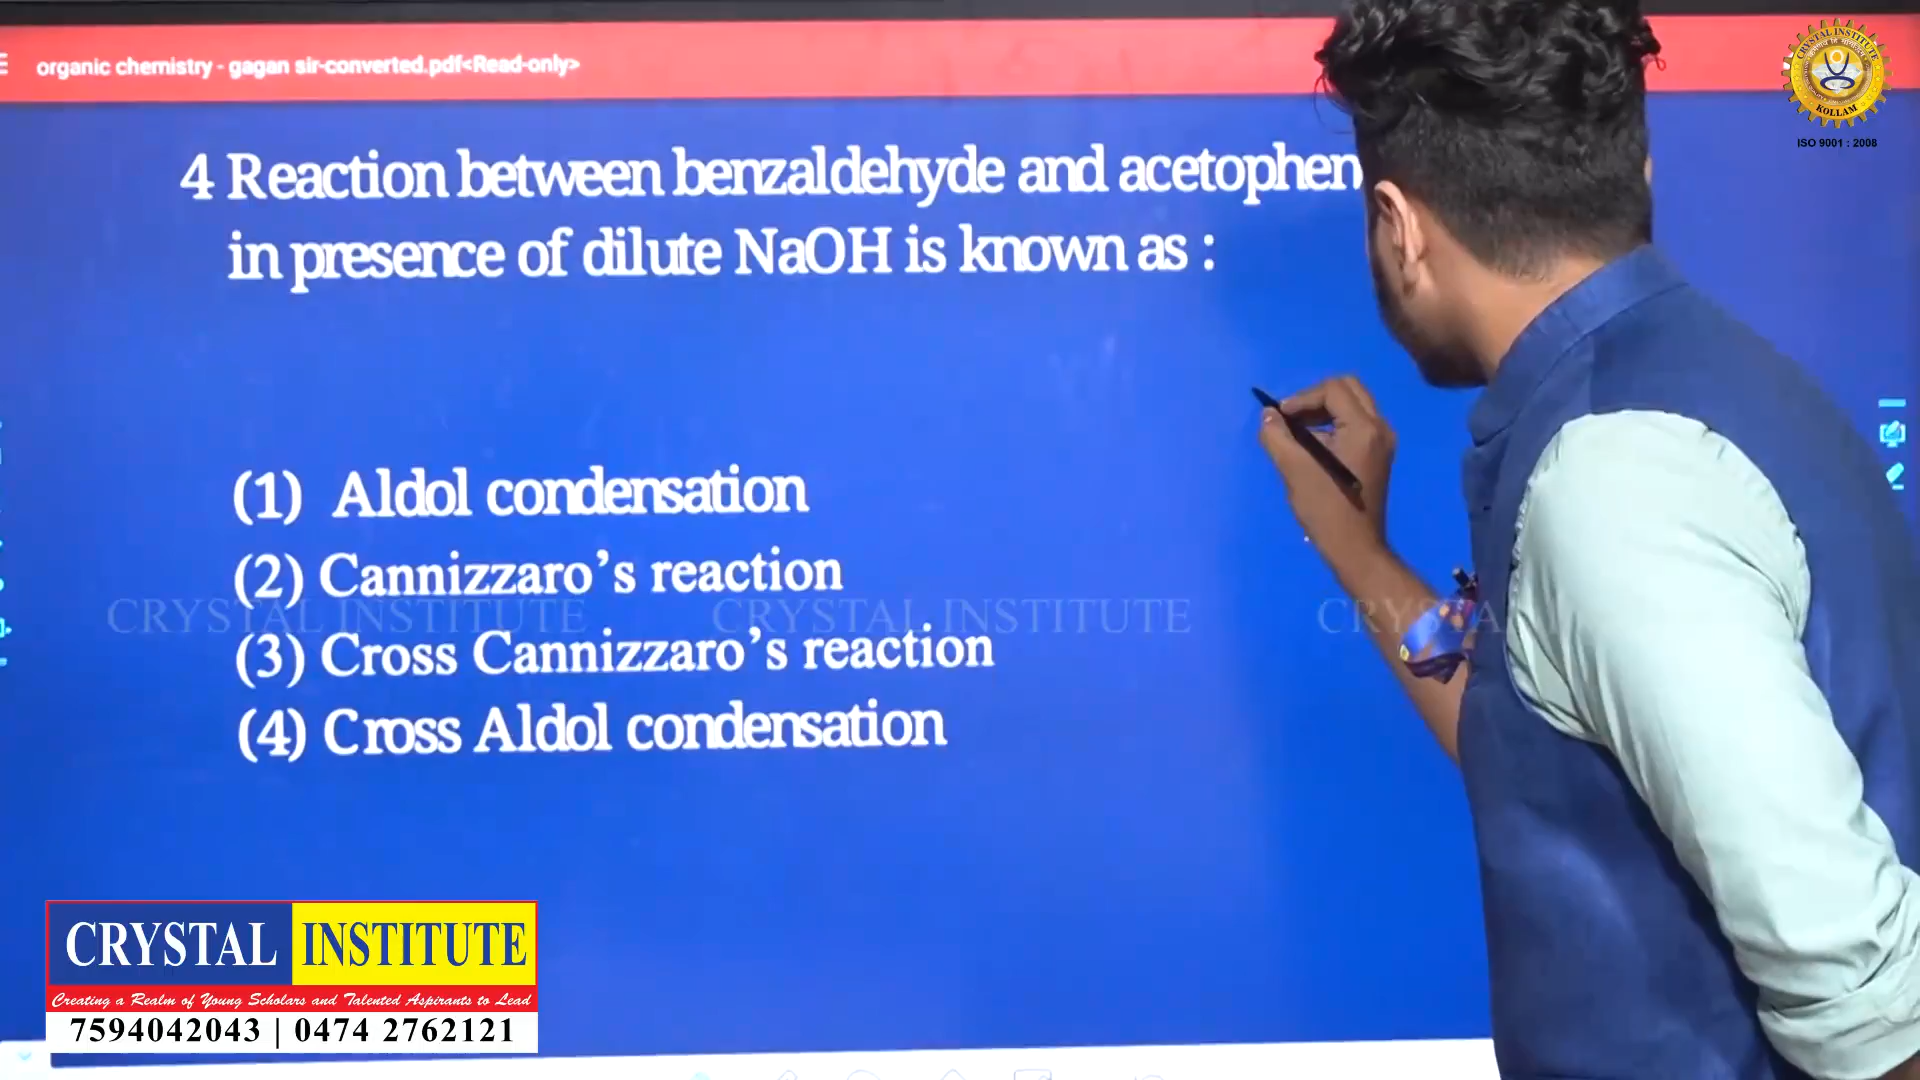 organic chemistry - gagan sir-converted.pdf<Read-only>
CRYSTAL INSTITUTE
KOLLAM
ISO 9001 : 2008
4 Reaction between benzaldehyde and acetophen
in presence of dilute NaOH is known as :
(1) Aldol condensation
(2) Cannizzaro's reaction
CRYSTAL INSTITUTE CRYSTAL INSTITUTE CRYSTA
(3) Cross Cannizzaro's reaction
(4) Cross Aldol condensation
CRYSTAL INSTITUTE
Creating a Realm of Young Scholars and Talented Aspirants to Lead
7594042043 | 0474 2762121